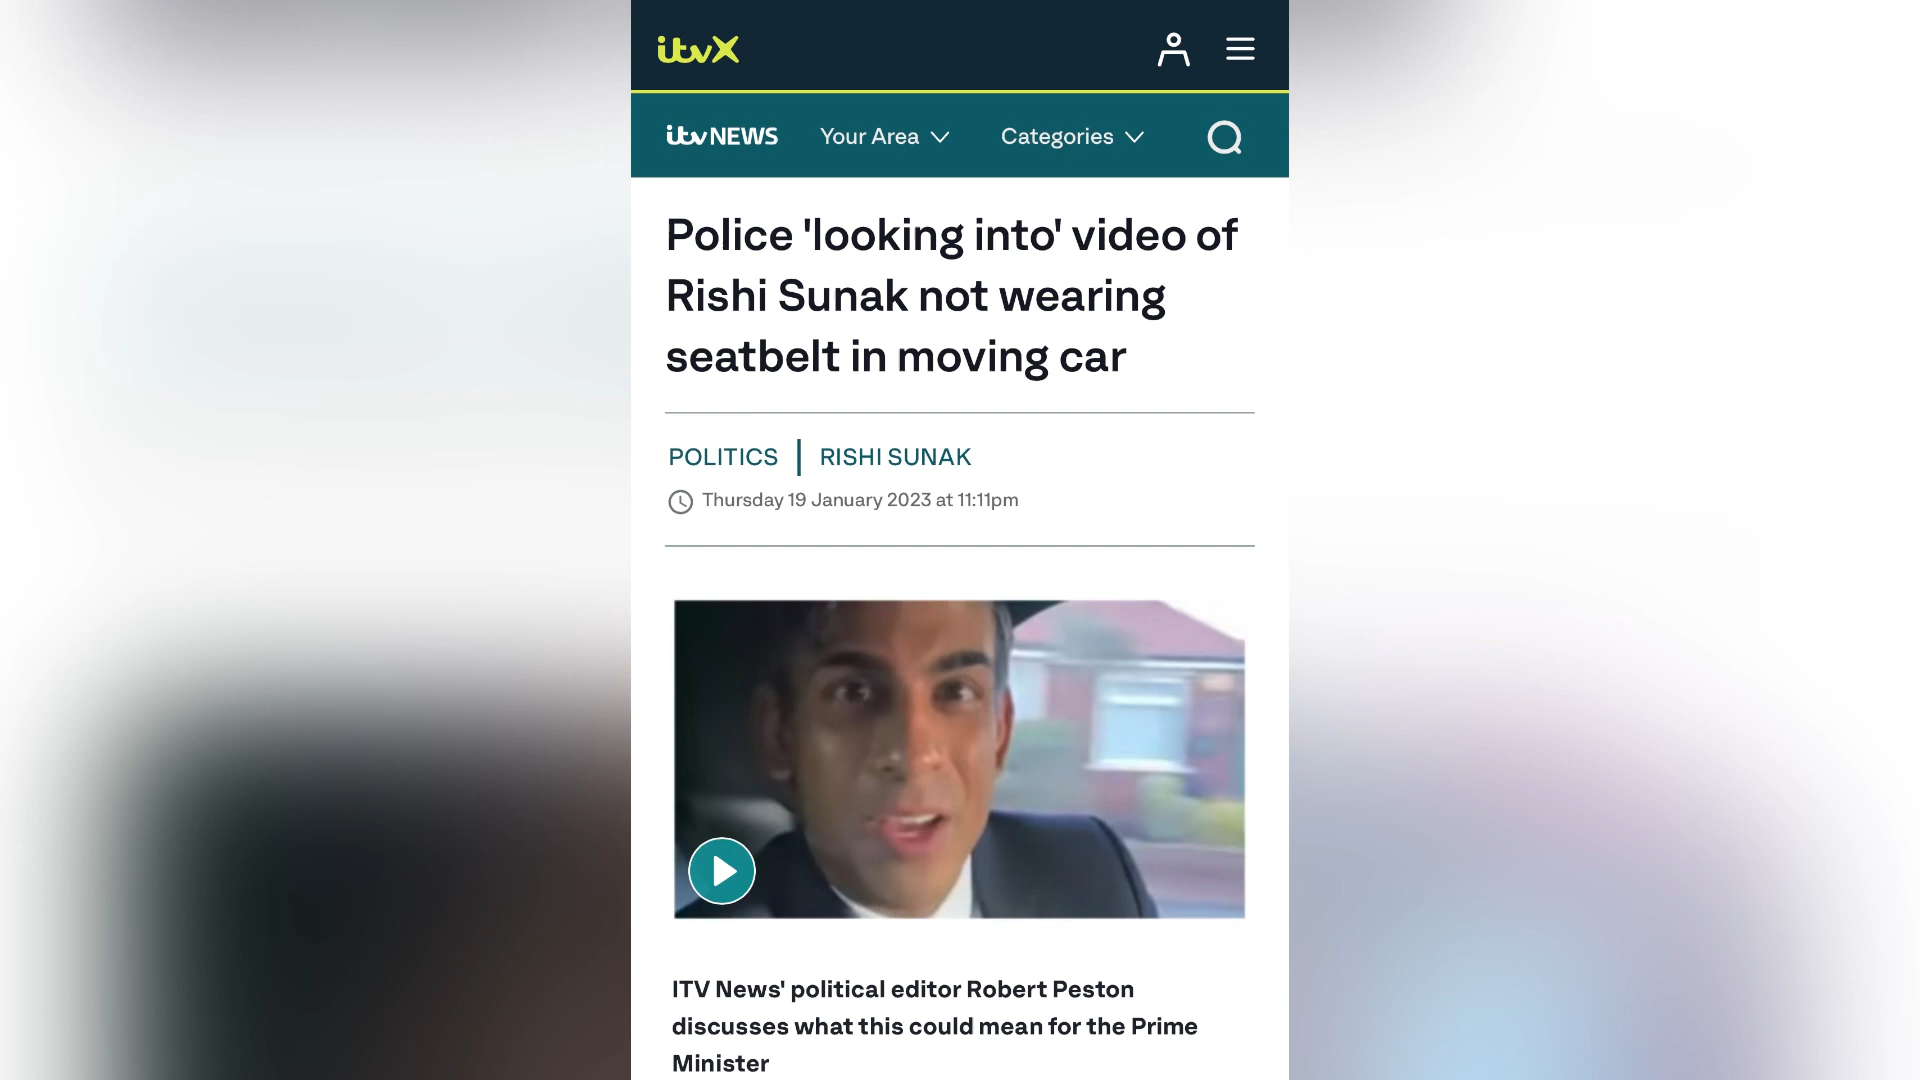 itvX
itv NEWS Your Area Categories
Police 'looking into' video of
Rishi Sunak not wearing
seatbelt in moving car
POLITICS | RISHI SUNAK
Thursday 19 January 2023 at 11:11pm
ITV News' political editor Robert Peston
discusses what this could mean for the Prime
Minister